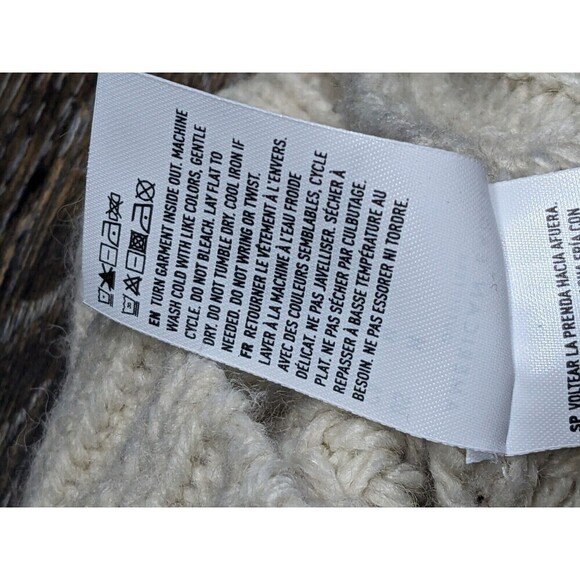 EN TURN GARMENT INSIDE OUT. MACHINE
WASH COLD WITH LIKE COLORS, GENTLE
CYCLE. DO NOT BLEACH. LAY FLAT TO
DRY. DO NOT TUMBLE DRY. COOL IRON IF
NEEDED. DO NOT WRING OR TWIST.
FR RETOURNER LE VÊTEMENT À L'ENVERS.
LAVER À LA MACHINE À L'EAU FROIDE
AVEC DES COULEURS SEMBLABLES, CYCLE
DÉLICAT. NE PAS JAVELLISER. SÉCHER À
PLAT. NE PAS SÉCHER PAR CULBUTAGE.
REPASSER À BASSE TEMPÉRATURE AU
BESOIN. NE PAS ESSORER NI TORDRE.
SP VOLTEAR LA PRENDA HACIA AFUERA.